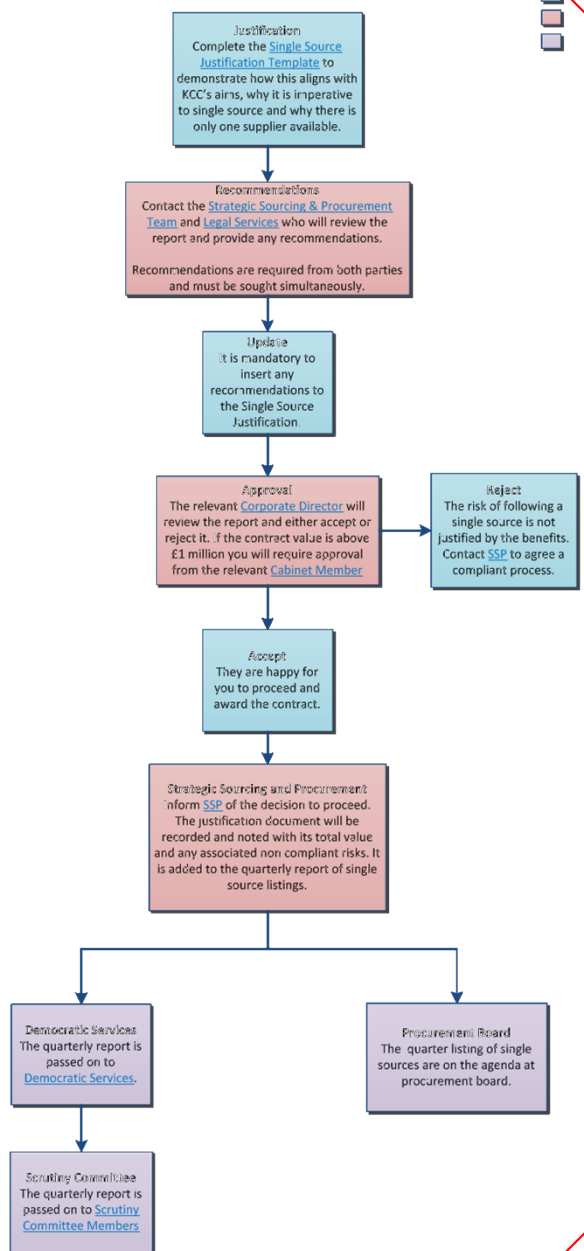 Justification
Complete the Single Source
Justification Template to
demonstrate how this aligns with
KCC's aims, why it is imperative
to single source and why there is
only one supplier available.
Recommendations
Contact the Strategic Sourcing & Procurement
Team and Legal Services who will review the
report and provide any recommendations.
Recommendations are required from both parties
and must be sought simultaneously.
Update
It is mandatory to
insert any
recommendations to
the Single Source
Justification.
Approval
The relevant Corporate Director will
review the report and either accept or
reject it. If the contract value is above
£1 million you will require approval
from the relevant Cabinet Member
Reject
The risk of following a
single source is not
justified by the benefits.
Contact SSP to agree a
compliant process.
Accept
They are happy for
you to proceed and
award the contract.
Strategic Sourcing and Procurement
Inform SSP of the decision to proceed.
The justification document will be
recorded and noted with its total value
and any associated non compliant risks. It
is added to the quarterly report of single
source listings.
Democratic Services
The quarterly report is
passed on to
Democratic Services.
Procurement Board
The quarter listing of single
sources are on the agenda at
procurement board.
Scrutiny Committee
The quarterly report is
passed on to Scrutiny
Committee Members